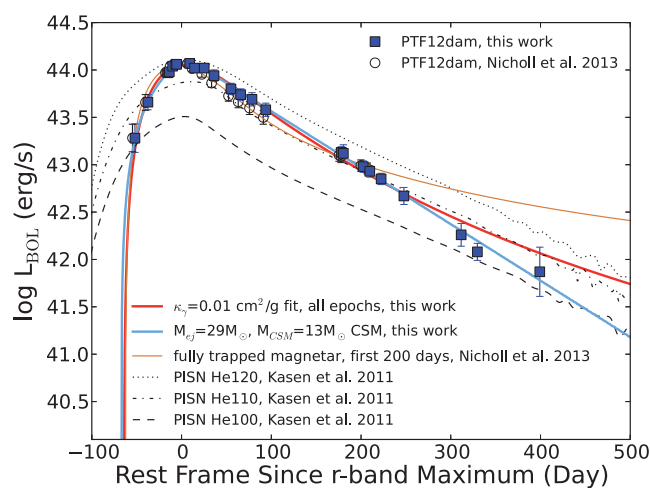 PTF12dam, this work
PTF12dam, Nicholl et al. 2013
44.0
43.5
43.0
42.5
42.0
41.5
41.0
40.5
log L_BOL (erg/s)
κ_γ=0.01 cm²/g fit, all epochs, this work
M_ej=29M_⊙, M_CSM=13M_⊙ CSM, this work
fully trapped magnetar, first 200 days, Nicholl et al. 2013
PISN He120, Kasen et al. 2011
PISN He110, Kasen et al. 2011
PISN He100, Kasen et al. 2011
−100 0 100 200 300 400 500
Rest Frame Since r-band Maximum (Day)